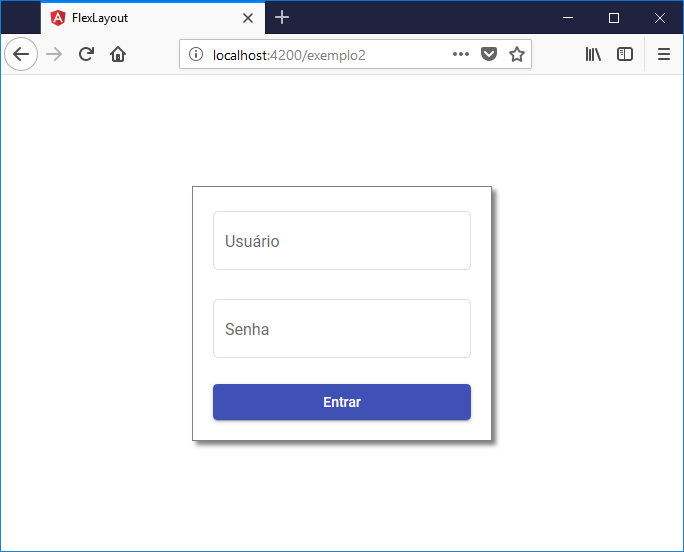 FlexLayout
localhost:4200/exemplo2
Usuário
Senha
Entrar